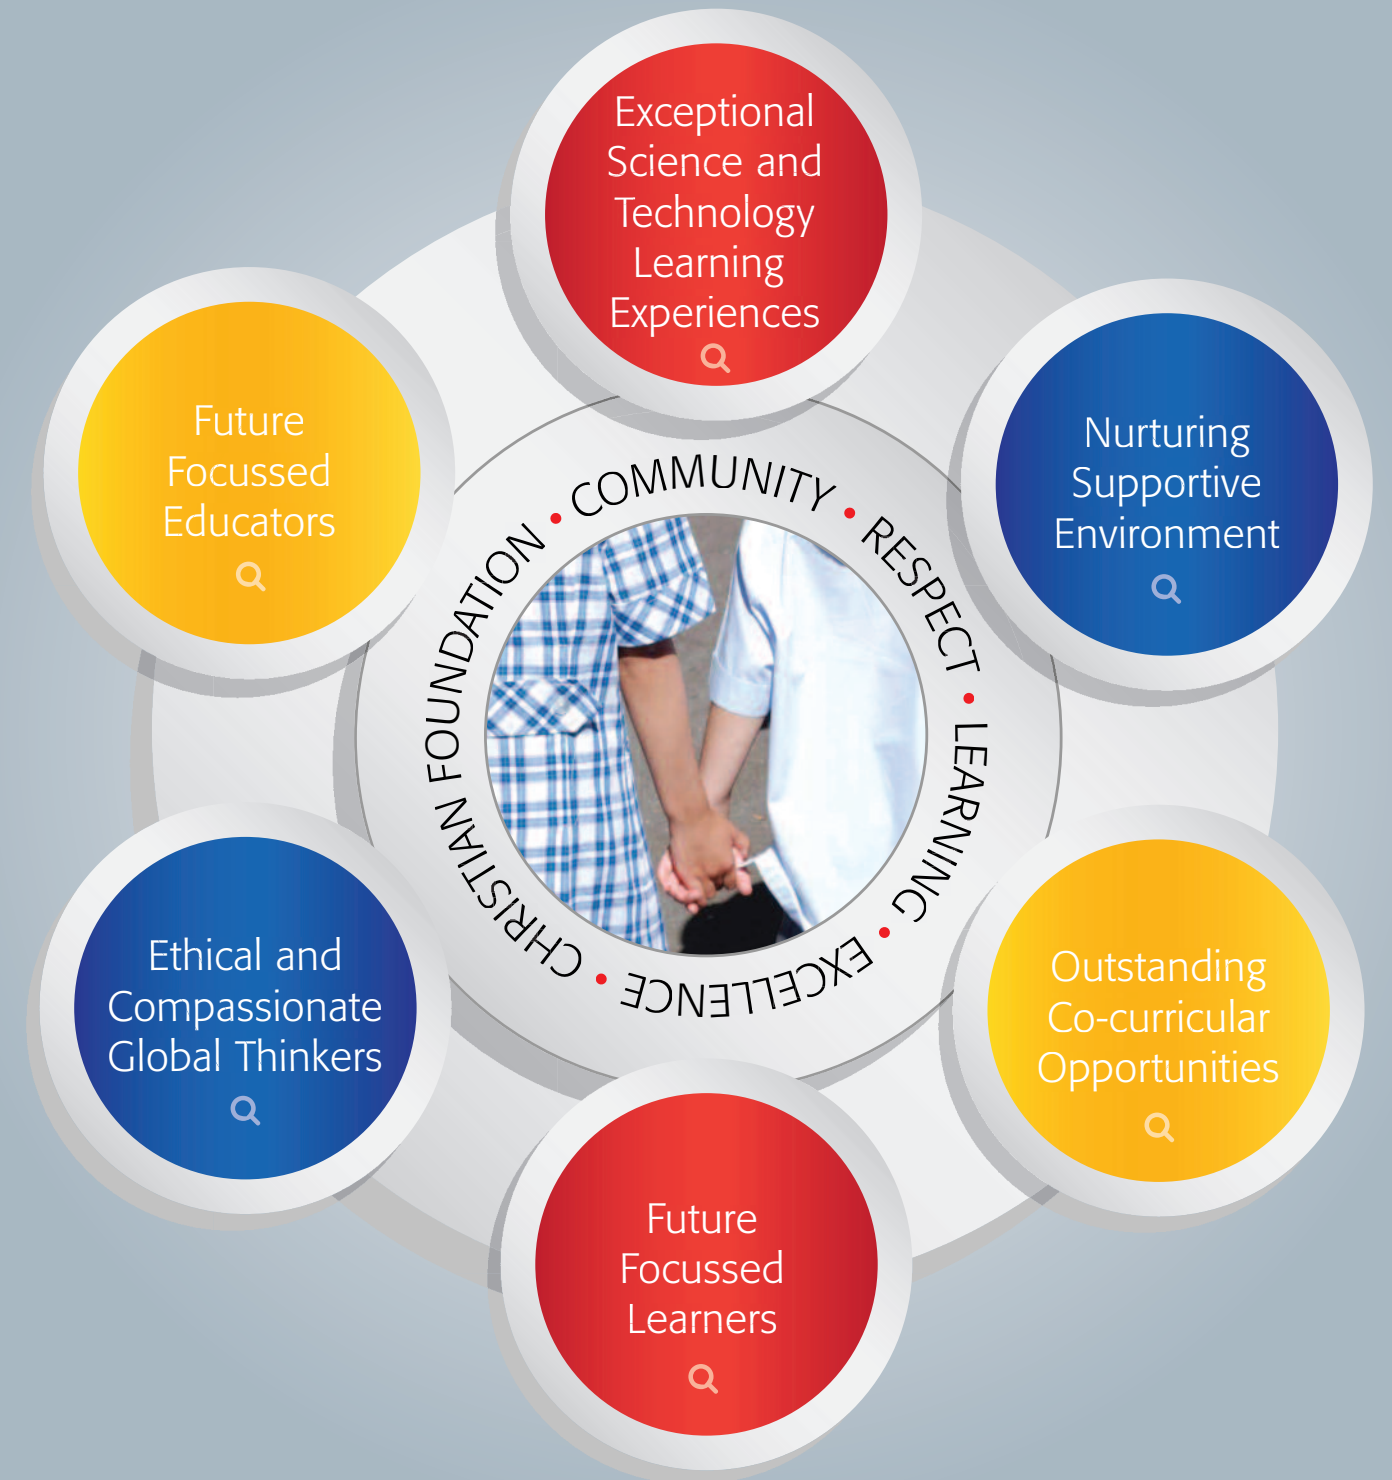 Exceptional
Science and
Technology
Learning
Experiences
Nurturing
Supportive
Environment
Outstanding
Co-curricular
Opportunities
Future
Focussed
Learners
Ethical and
Compassionate
Global Thinkers
Future
Focussed
Educators
CHRISTIAN FOUNDATION • COMMUNITY • RESPECT • LEARNING • EXCELLENCE •